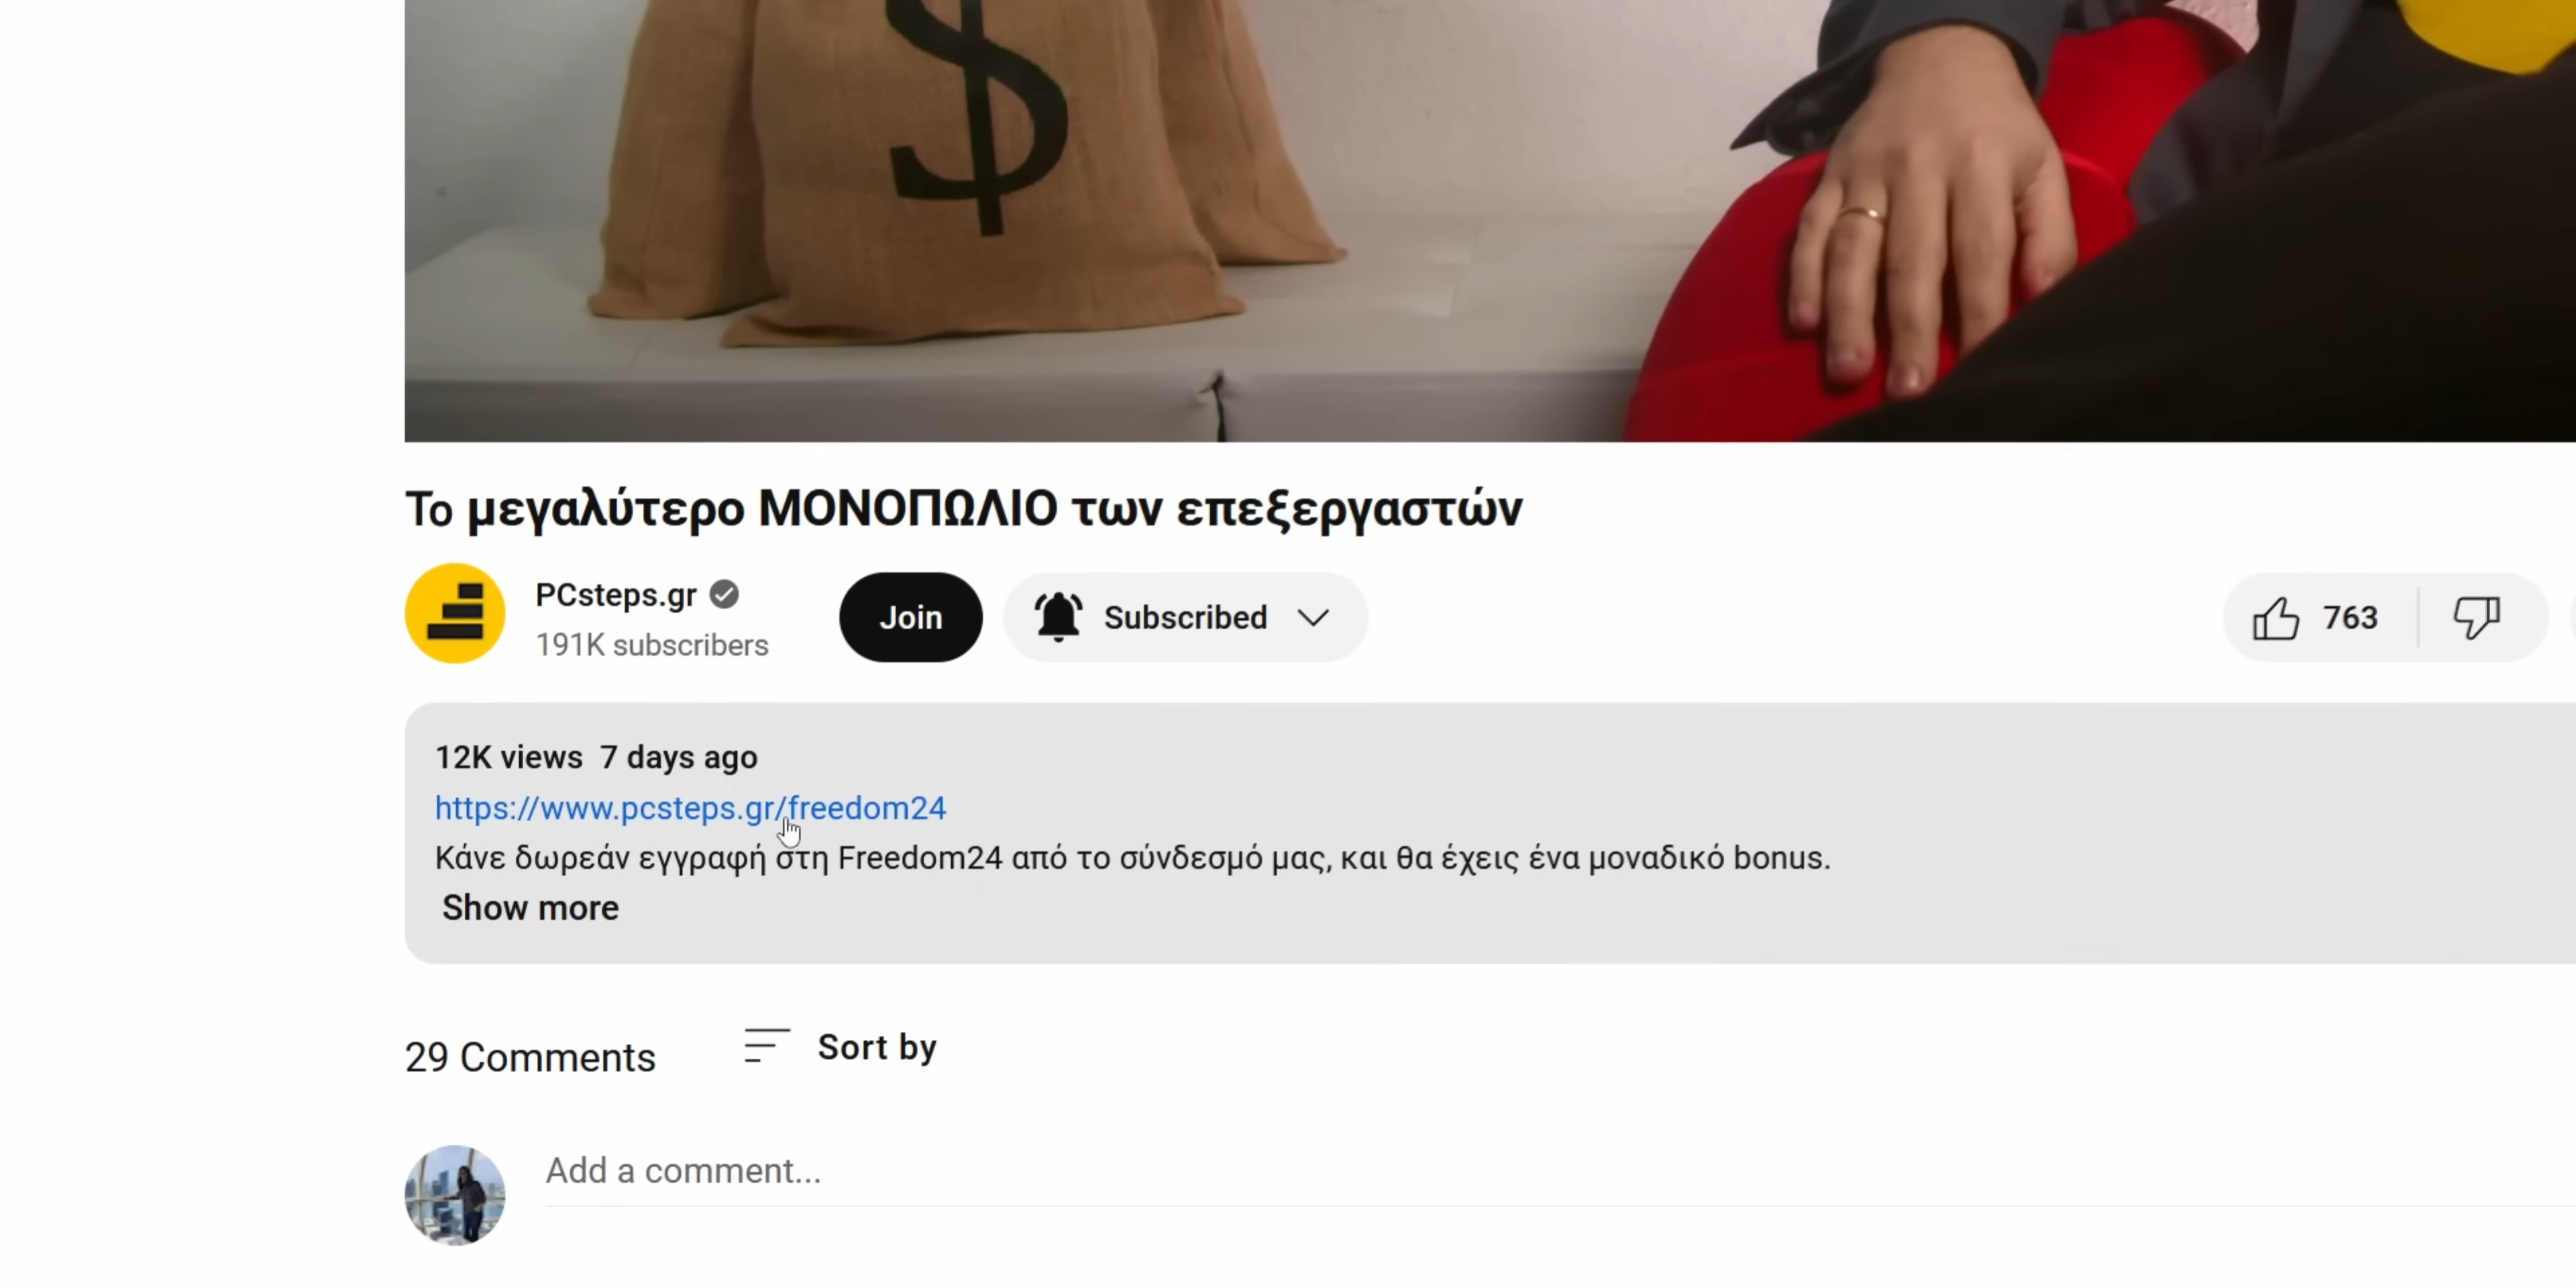 $
Το μεγαλύτερο ΜΟΝΟΠΩΛΙΟ των επεξεργαστών
PCsteps.gr
191K subscribers
Join
Subscribed
763
12K views 7 days ago
https://www.pcsteps.gr/freedom24
Κάνε δωρεάν εγγραφή στη Freedom24 από το σύνδεσμό μας, και θα έχεις ένα μοναδικό bonus.
Show more
29 Comments
Sort by
Add a comment...